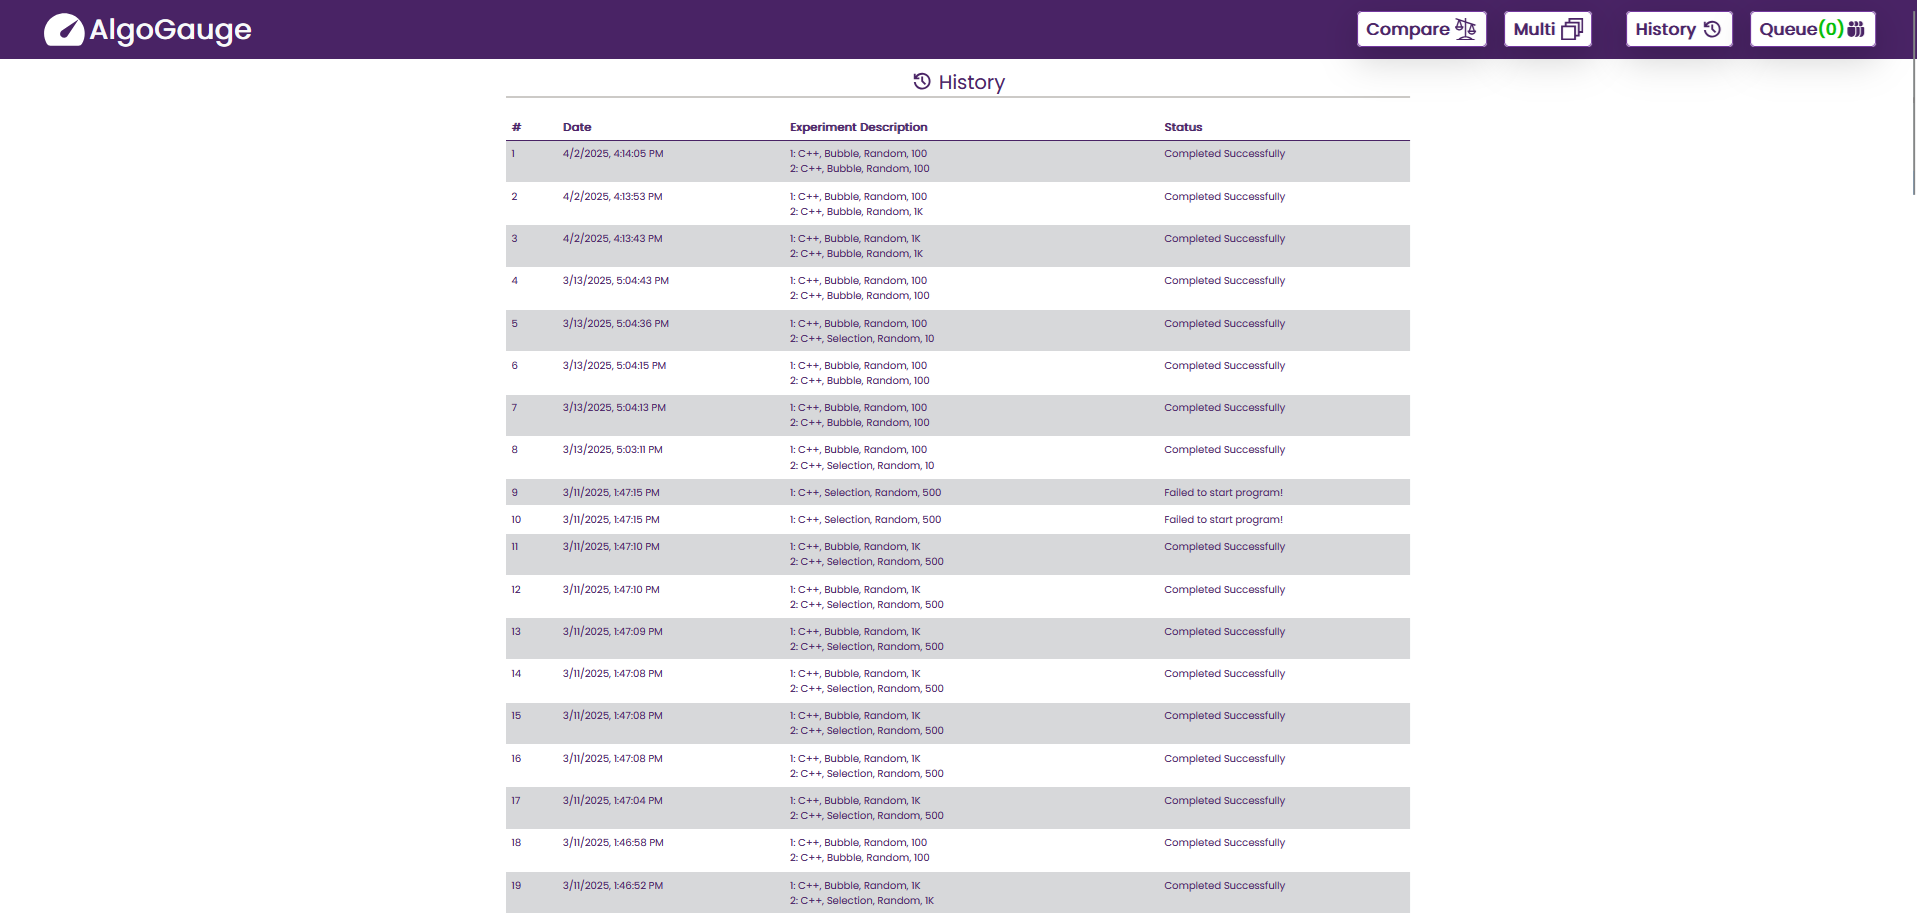 AlgoGauge
Compare
Multi
History
Queue(0)
History
# Date Experiment Description Status
1 4/2/2025, 4:14:05 PM 1: C++, Bubble, Random, 100 Completed Successfully
2: C++, Bubble, Random, 100
2 4/2/2025, 4:13:53 PM 1: C++, Bubble, Random, 100 Completed Successfully
2: C++, Bubble, Random, 1K
3 4/2/2025, 4:13:43 PM 1: C++, Bubble, Random, 1K Completed Successfully
2: C++, Bubble, Random, 1K
4 3/13/2025, 5:04:43 PM 1: C++, Bubble, Random, 100 Completed Successfully
2: C++, Bubble, Random, 100
5 3/13/2025, 5:04:36 PM 1: C++, Bubble, Random, 100 Completed Successfully
2: C++, Selection, Random, 10
6 3/13/2025, 5:04:15 PM 1: C++, Bubble, Random, 100 Completed Successfully
2: C++, Bubble, Random, 100
7 3/13/2025, 5:04:13 PM 1: C++, Bubble, Random, 100 Completed Successfully
2: C++, Bubble, Random, 100
8 3/13/2025, 5:03:11 PM 1: C++, Bubble, Random, 100 Completed Successfully
2: C++, Selection, Random, 10
9 3/11/2025, 1:47:15 PM 1: C++, Selection, Random, 500 Failed to start program!
10 3/11/2025, 1:47:15 PM 1: C++, Selection, Random, 500 Failed to start program!
11 3/11/2025, 1:47:10 PM 1: C++, Bubble, Random, 1K Completed Successfully
2: C++, Selection, Random, 500
12 3/11/2025, 1:47:10 PM 1: C++, Bubble, Random, 1K Completed Successfully
2: C++, Selection, Random, 500
13 3/11/2025, 1:47:09 PM 1: C++, Bubble, Random, 1K Completed Successfully
2: C++, Selection, Random, 500
14 3/11/2025, 1:47:08 PM 1: C++, Bubble, Random, 1K Completed Successfully
2: C++, Selection, Random, 500
15 3/11/2025, 1:47:08 PM 1: C++, Bubble, Random, 1K Completed Successfully
2: C++, Selection, Random, 500
16 3/11/2025, 1:47:08 PM 1: C++, Bubble, Random, 1K Completed Successfully
2: C++, Selection, Random, 500
17 3/11/2025, 1:47:04 PM 1: C++, Bubble, Random, 1K Completed Successfully
2: C++, Selection, Random, 500
18 3/11/2025, 1:46:58 PM 1: C++, Bubble, Random, 100 Completed Successfully
2: C++, Bubble, Random, 100
19 3/11/2025, 1:46:52 PM 1: C++, Bubble, Random, 1K Completed Successfully
2: C++, Selection, Random, 1K